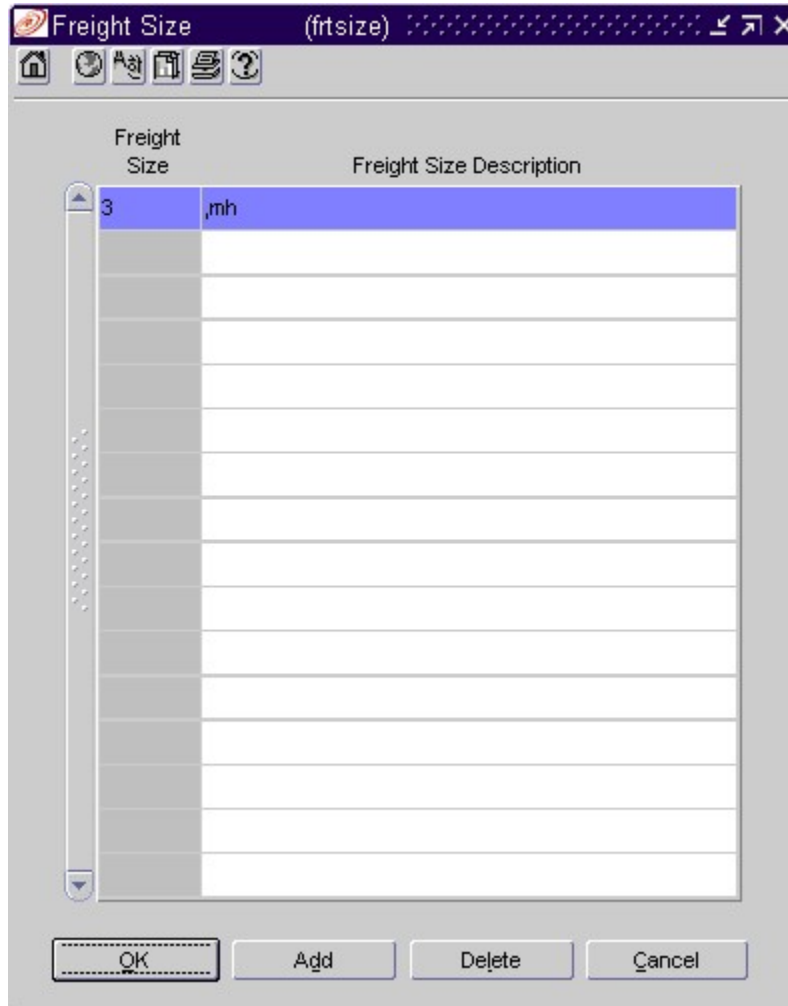 Freight Size (frtsize)
Freight
Size
Freight Size Description
3 ,mh
OK Add Delete Cancel